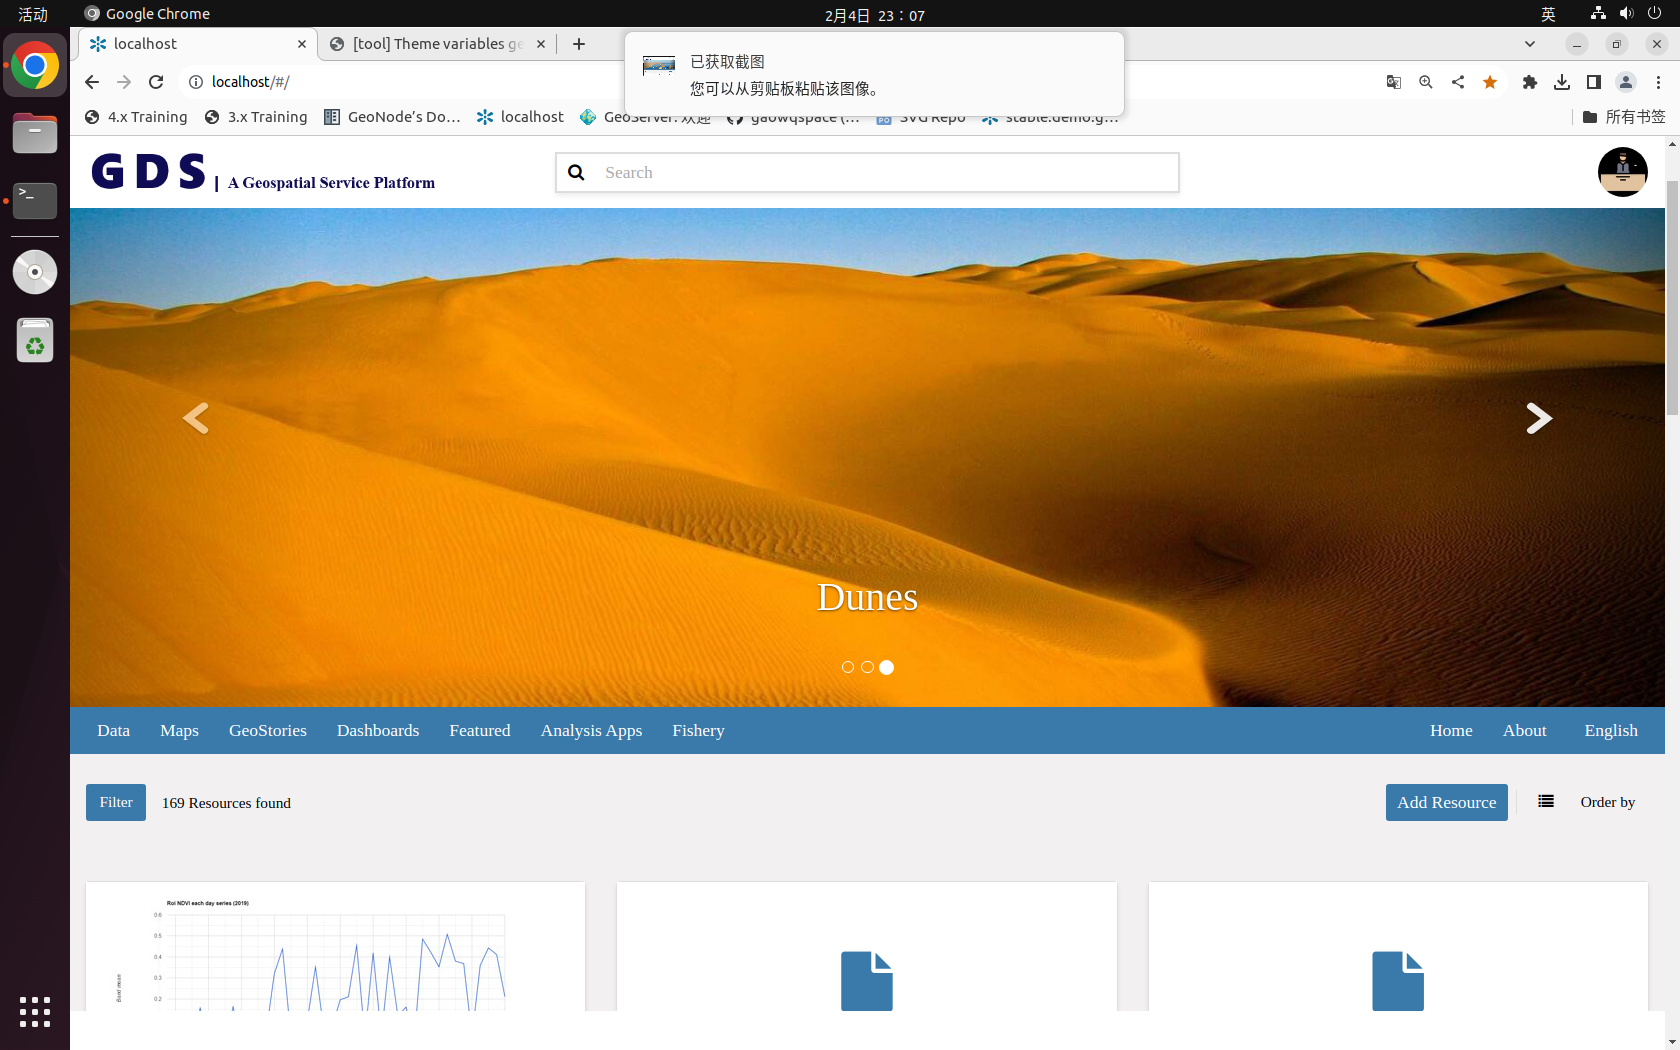 活动
Google Chrome
2月4日 23：07
英
localhost
[tool] Theme variables ge
已获取截图
您可以从剪贴板粘贴该图像。
localhost/#/
4.x Training
3.x Training
GeoNode’s Do…
localhost
GeoServer: 欢迎
gaowqspace (…
SVG Repo
stable.demo.g…
所有书签
GDS | A Geospatial Service Platform
Search
Dunes
Data
Maps
GeoStories
Dashboards
Featured
Analysis Apps
Fishery
Home
About
English
Filter
169 Resources found
Add Resource
Order by
Roi NDVI each day series (2019)
0.6
0.5
0.4
0.3
0.2
Band mean